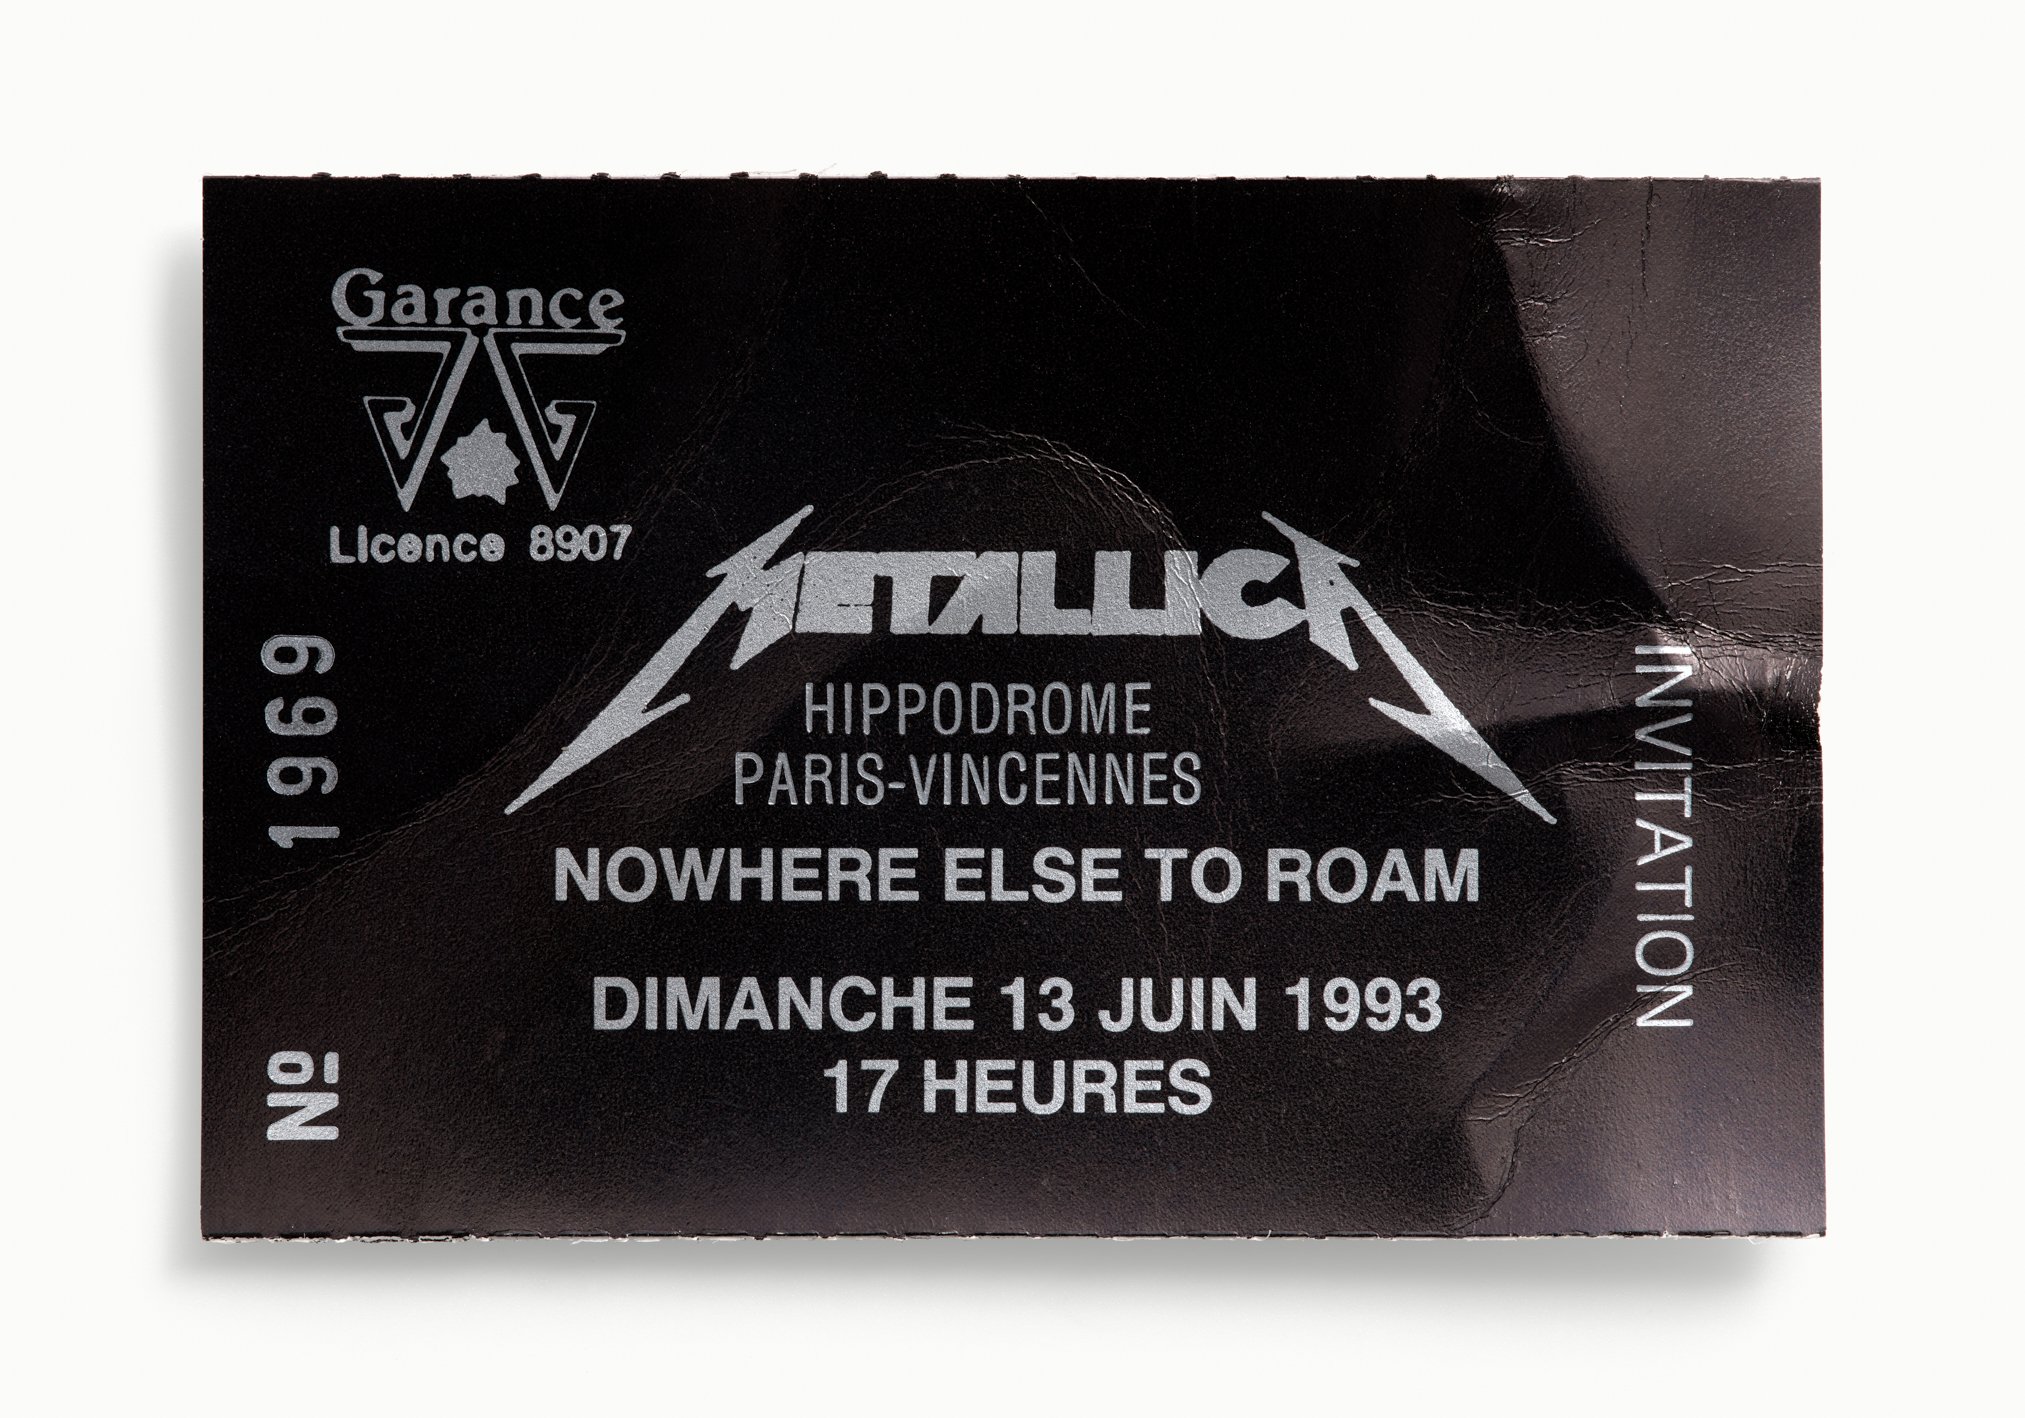 Garance
Licence 8907
Nº 1969
METALLICA
HIPPODROME
PARIS-VINCENNES
NOWHERE ELSE TO ROAM
DIMANCHE 13 JUIN 1993
17 HEURES
INVITATION